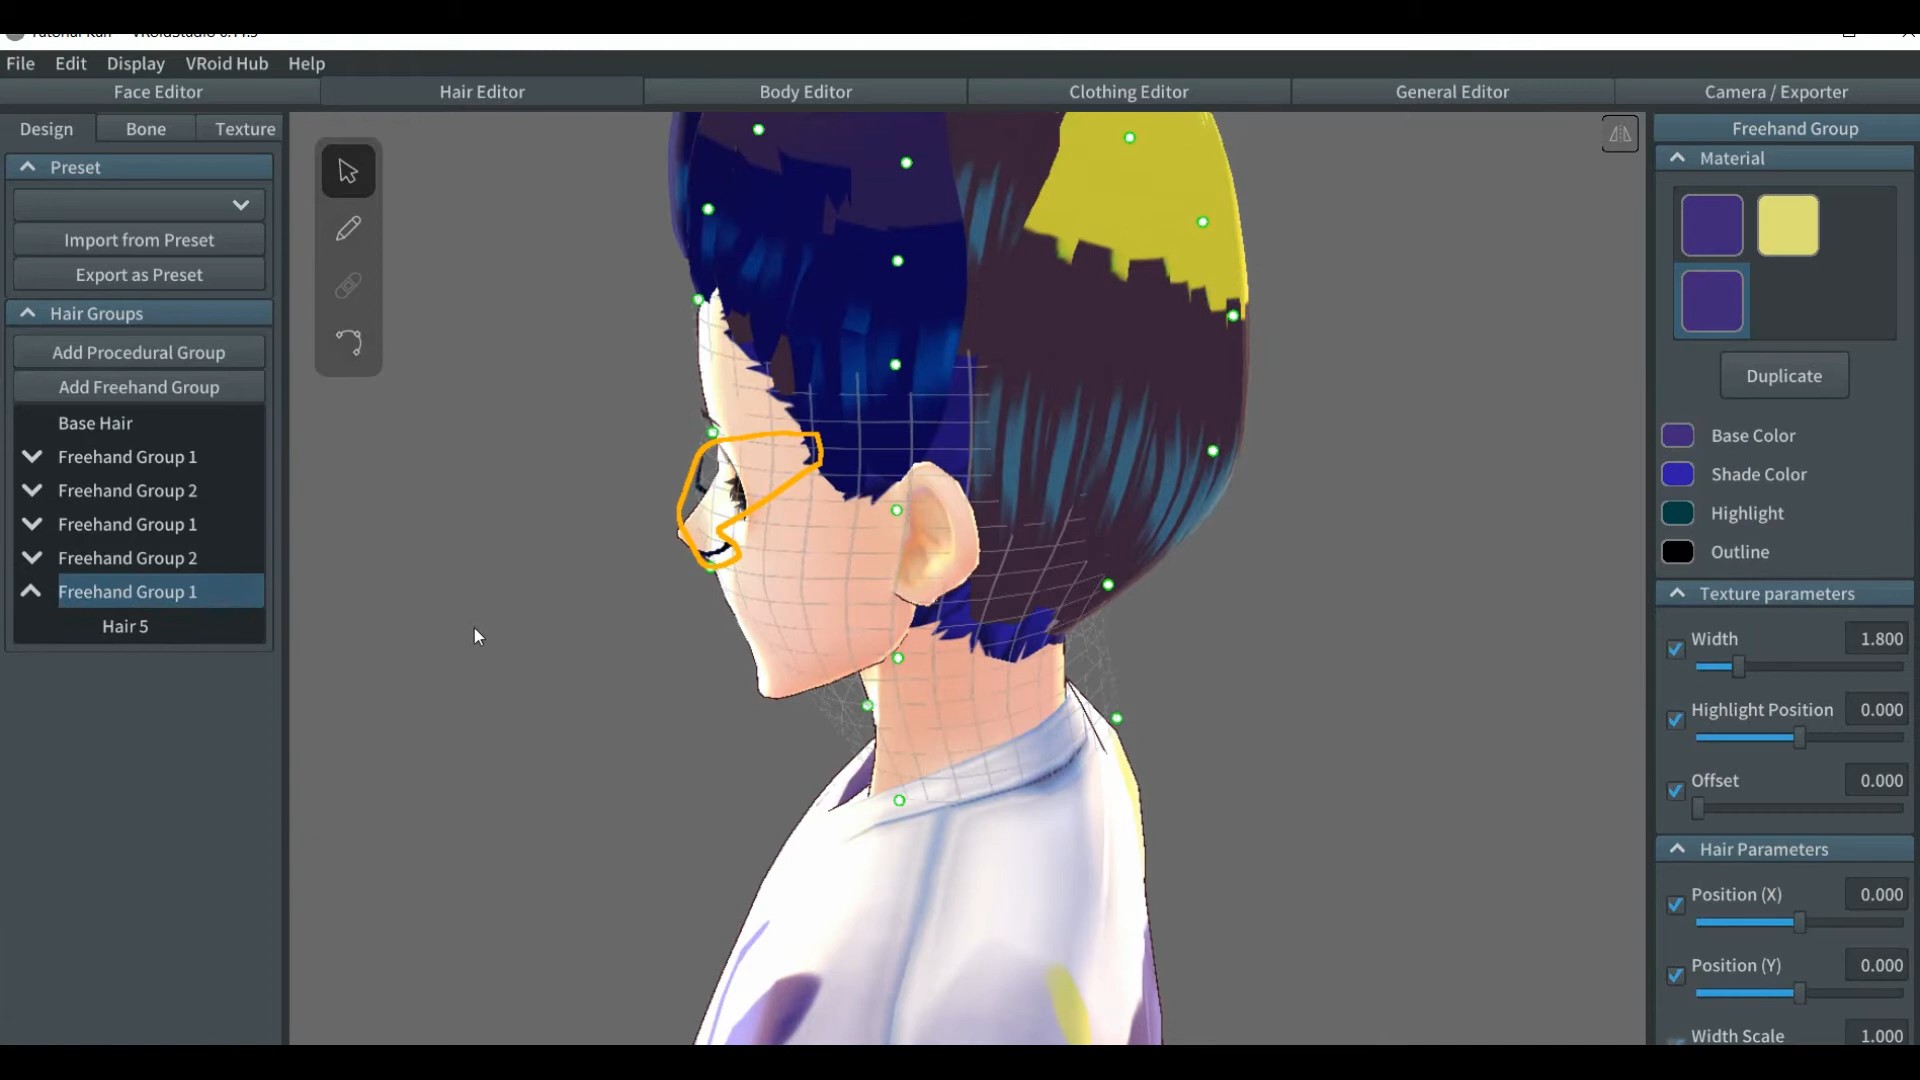 File Edit Display VRoid Hub Help
Face Editor Hair Editor Body Editor Clothing Editor General Editor Camera / Exporter
Design Bone Texture
Preset
Import from Preset
Export as Preset
Hair Groups
Add Procedural Group
Add Freehand Group
Base Hair
Freehand Group 1
Freehand Group 2
Freehand Group 1
Freehand Group 2
Freehand Group 1
Hair 5
Freehand Group
Material
Duplicate
Base Color
Shade Color
Highlight
Outline
Texture parameters
Width 1.800
Highlight Position 0.000
Offset 0.000
Hair Parameters
Position (X) 0.000
Position (Y) 0.000
Width Scale 1.000